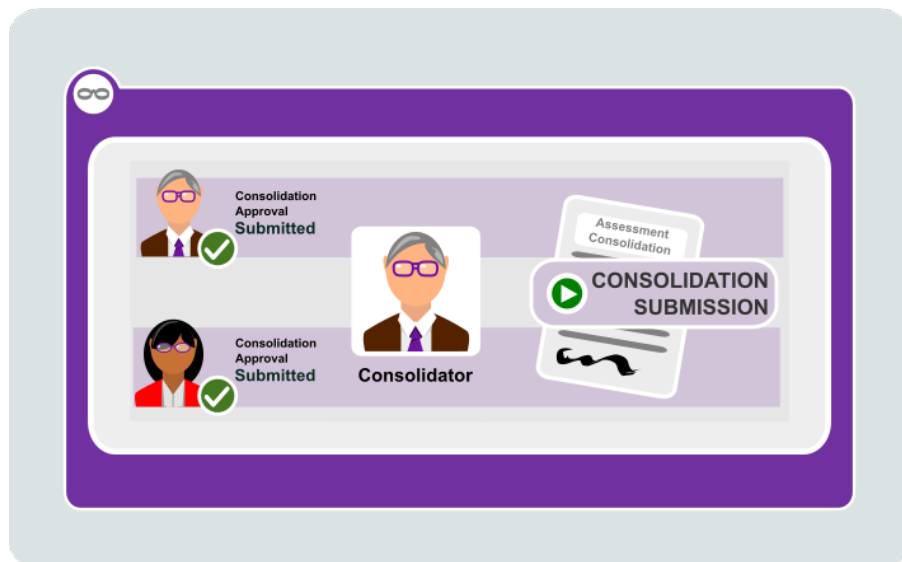 Consolidation
Approval
Submitted
Consolidation
Approval
Submitted
Consolidator
Assessment
Consolidation
CONSOLIDATION
SUBMISSION